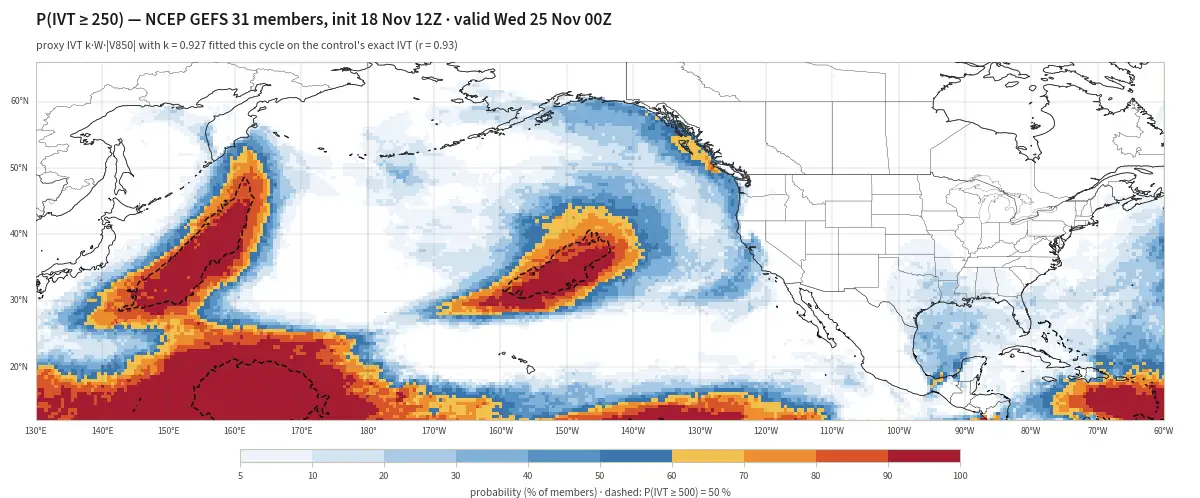 P(IVT ≥ 250) — NCEP GEFS 31 members, init 18 Nov 12Z · valid Wed 25 Nov 00Z
proxy IVT k·W·|V850| with k = 0.927 fitted this cycle on the control's exact IVT (r = 0.93)
60°N
50°N
40°N
30°N
20°N
130°E 140°E 150°E 160°E 170°E 180° 170°W 160°W 150°W 140°W 130°W 120°W 110°W 100°W 90°W 80°W 70°W 60°W
5 10 20 30 40 50 60 70 80 90 100
probability (% of members) · dashed: P(IVT ≥ 500) = 50 %